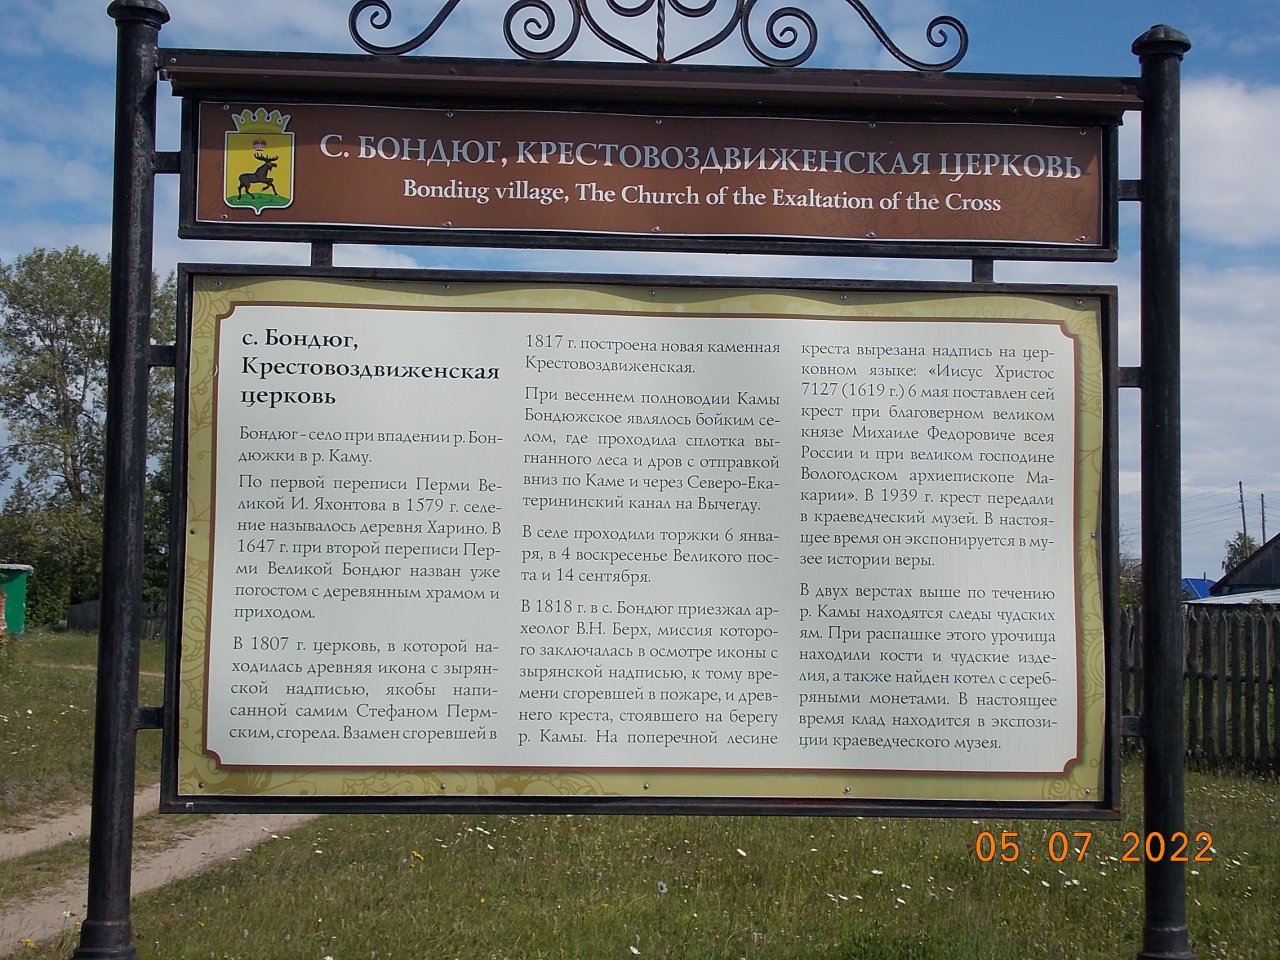 С. БОНДЮГ, КРЕСТОВОЗДВИЖЕНСКАЯ ЦЕРКОВЬ
Bondiug village, The Church of the Exaltation of the Cross
с. Бондюг,
Крестовоздвиженская
церковь
Бондюг - село при впадении р. Бон-
дюжки в р. Каму.
По первой переписи Перми Ве-
ликой И. Яхонтова в 1579 г. селе-
ние называлось деревня Харино. В
1647 г. при второй переписи Пер-
ми Великой Бондюг назван уже
погостом с деревянным храмом и
приходом.
В 1807 г. церковь, в которой на-
ходилась древняя икона с зырян-
ской надписью, якобы напи-
санной самим Стефаном Перм-
ским, сгорела. Взамен сгоревшей в
1817 г. построена новая каменная
Крестовоздвиженская.
При весеннем полноводии Камы
Бондюжское являлось бойким се-
лом, где проходила сплотка вы-
гнанного леса и дров с отправкой
вниз по Каме и через Северо-Ека-
терининский канал на Вычегду.
В селе проходили торжки 6 янва-
ря, в 4 воскресенье Великого пос-
та и 14 сентября.
В 1818 г. в с. Бондюг приезжал ар-
хеолог В.Н. Берх, миссия которо-
го заключалась в осмотре иконы с
зырянской надписью, к тому вре-
мени сгоревшей в пожаре, и древ-
него креста, стоявшего на берегу
р. Камы. На поперечной лесине
креста вырезана надпись на цер-
ковном языке: «Иисус Христос
7127 (1619 г.) 6 мая поставлен сей
крест при благоверном великом
князе Михаиле Федоровиче всея
России и при великом господине
Вологодском архиепископе Ма-
карии». В 1939 г. крест передали
в краеведческий музей. В настоя-
щее время он экспонируется в му-
зее истории веры.
В двух верстах выше по течению
р. Камы находятся следы чудских
ям. При распашке этого урочища
находили кости и чудские изде-
лия, а также найден котел с сереб-
ряными монетами. В настоящее
время клад находится в экспози-
ции краеведческого музея.
05.07.2022